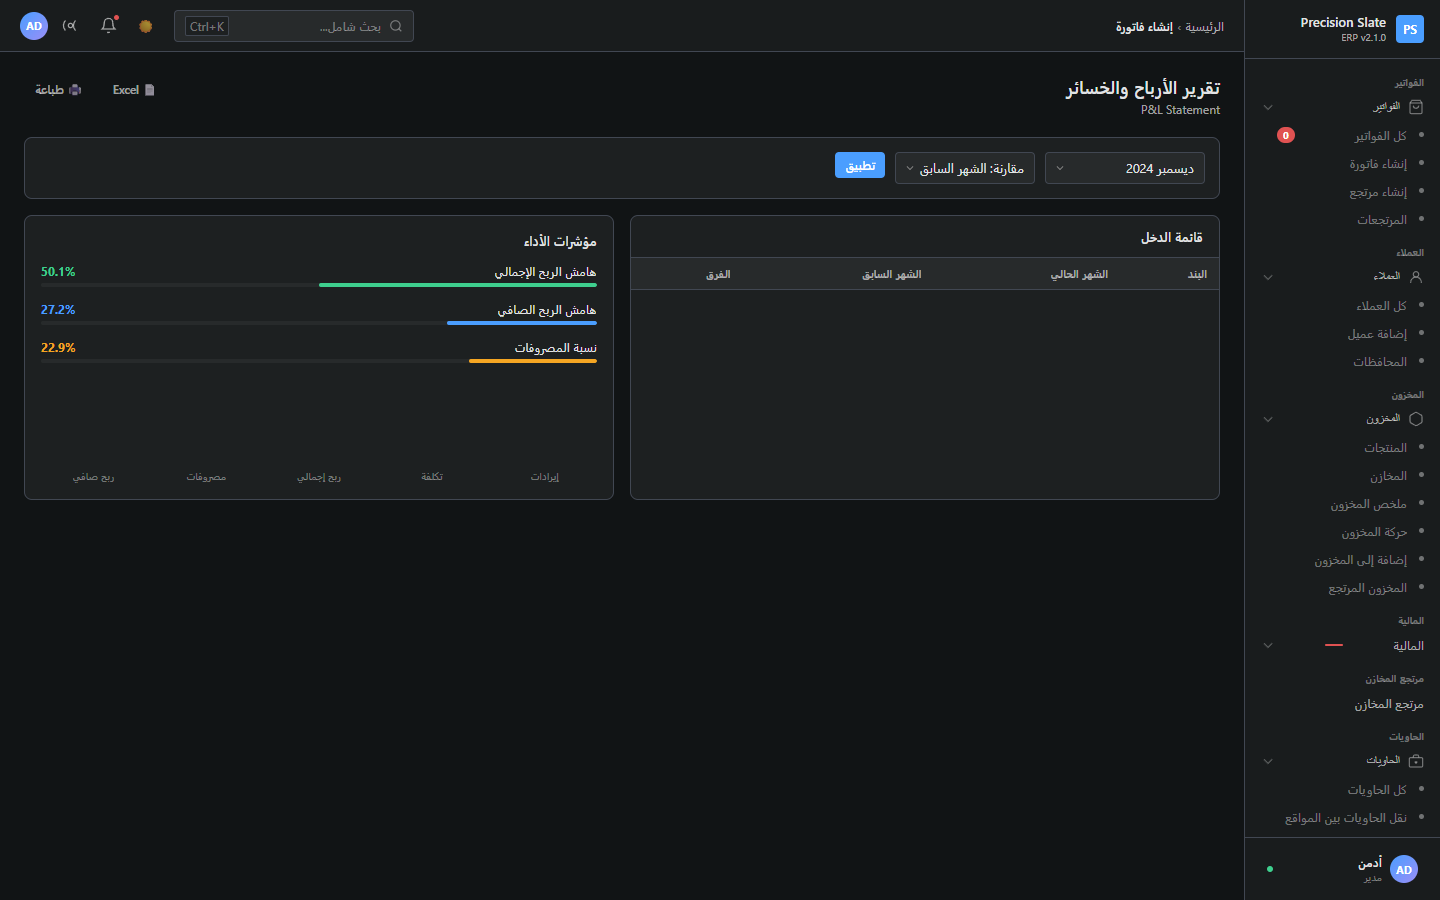 Precision Slate
PS
ERP v2.1.0
الرئيسية › إنشاء فاتورة
بحث شامل...
Ctrl+K
AD
الفواتير
الفواتير
كل الفواتير
0
إنشاء فاتورة
إنشاء مرتجع
المرتجعات
العملاء
العملاء
كل العملاء
إضافة عميل
المحافظات
المخزون
المخزون
المنتجات
المخازن
ملخص المخزون
حركة المخزون
إضافة إلى المخزون
المخزون المرتجع
المالية
المالية
مرتجع المخازن
مرتجع المخازن
الحاويات
الحاويات
كل الحاويات
نقل الحاويات بين المواقع
أدمن
مدير
AD
تقرير الأرباح والخسائر
P&L Statement
Excel
طباعة
ديسمبر 2024
مقارنة: الشهر السابق
تطبيق
قائمة الدخل
البند الشهر الحالي الشهر السابق الفرق
مؤشرات الأداء
هامش الربح الإجمالي 50.1%
هامش الربح الصافي 27.2%
نسبة المصروفات 22.9%
إيرادات تكلفة ربح إجمالي مصروفات ربح صافي